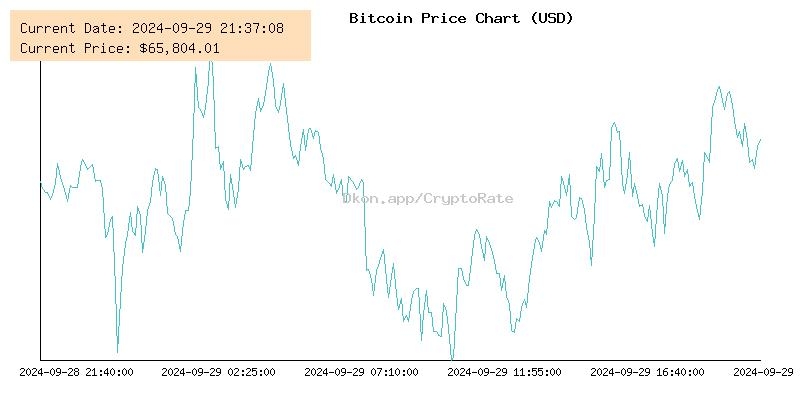 Bitcoin Price Chart (USD)
Current Date: 2024-09-29 21:37:08
Current Price: $65,804.01
Dkon.app/CryptoRate
2024-09-28 21:40:00 2024-09-29 02:25:00 2024-09-29 07:10:00 2024-09-29 11:55:00 2024-09-29 16:40:00 2024-09-29